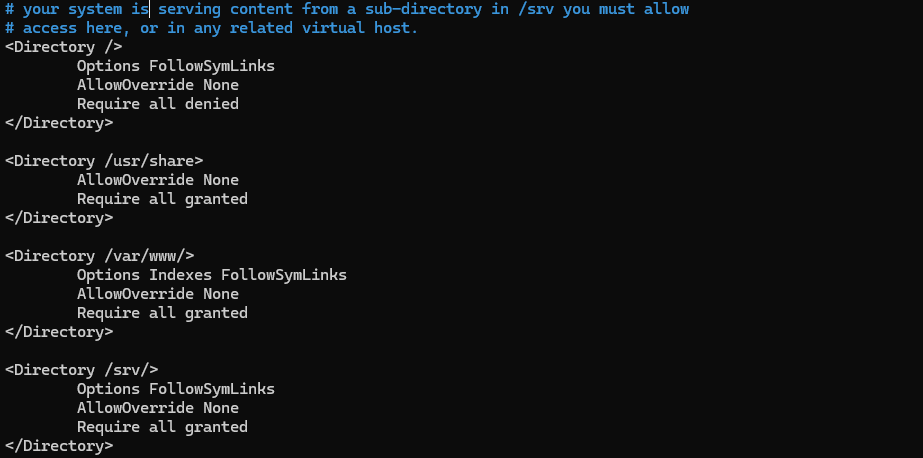 # your system is serving content from a sub-directory in /srv you must allow
# access here, or in any related virtual host.
<Directory />
        Options FollowSymLinks
        AllowOverride None
        Require all denied
</Directory>

<Directory /usr/share>
        AllowOverride None
        Require all granted
</Directory>

<Directory /var/www/>
        Options Indexes FollowSymLinks
        AllowOverride None
        Require all granted
</Directory>

<Directory /srv/>
        Options FollowSymLinks
        AllowOverride None
        Require all granted
</Directory>